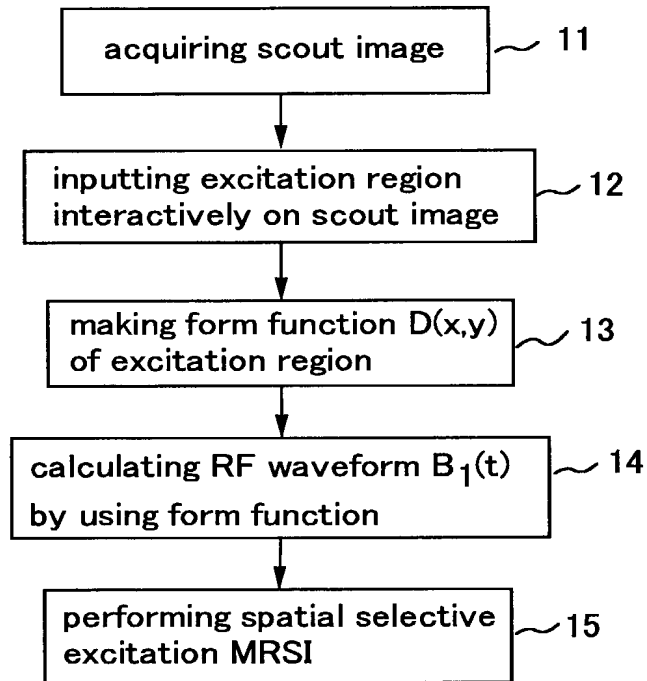 acquiring scout image
11
inputting excitation region
interactively on scout image
12
making form function D(x,y)
of excitation region
13
calculating RF waveform B1(t)
by using form function
14
performing spatial selective
excitation MRSI
15